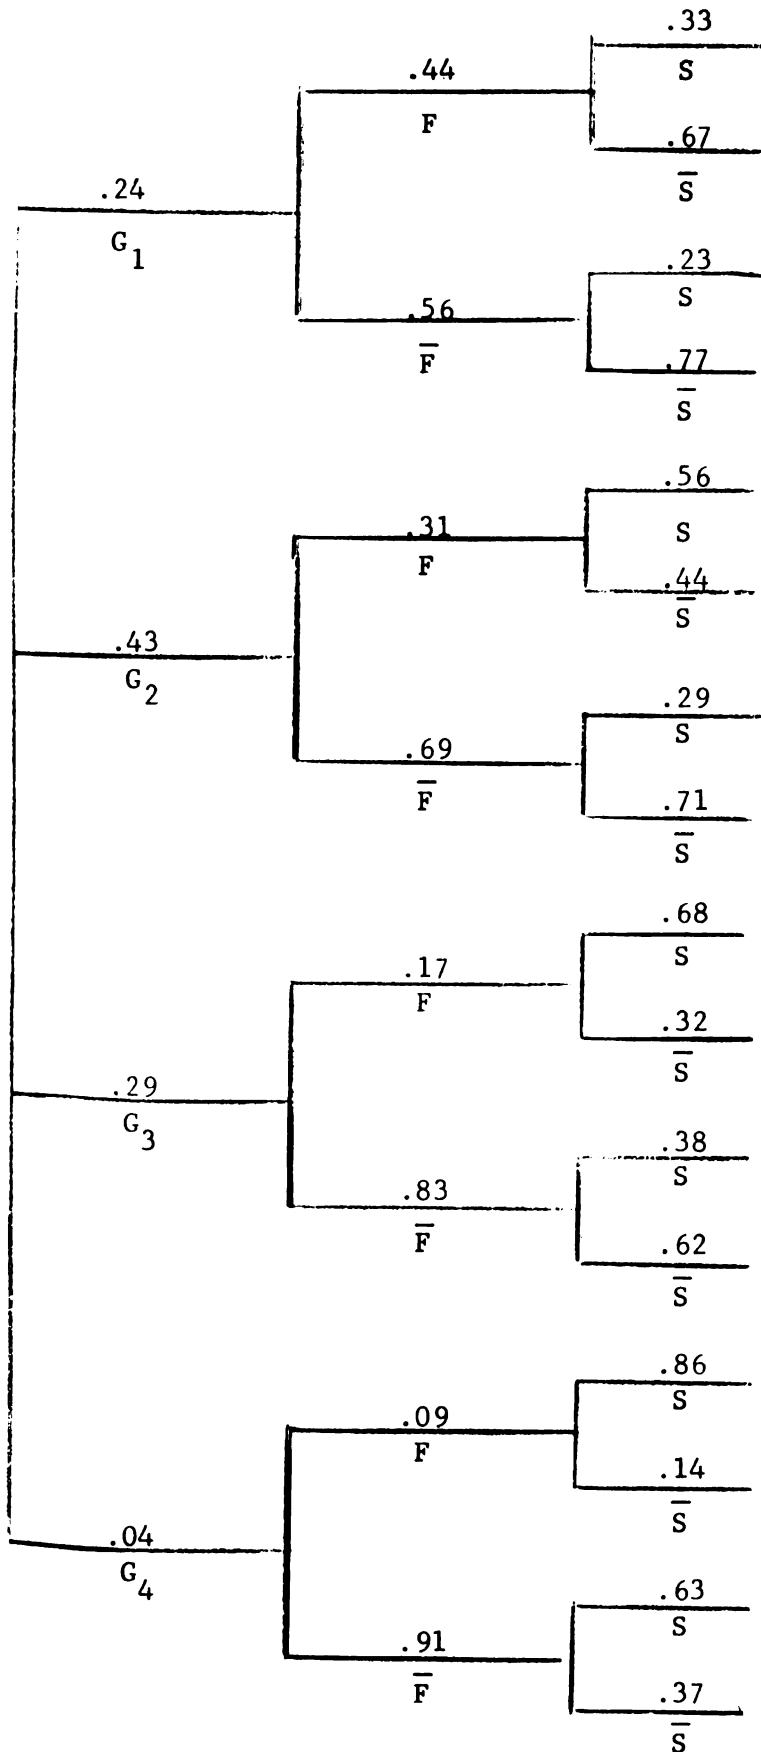 .33
S
.44
F
.67
S̅
.24
G₁
.23
S
.56
F̅
.77
S̅
.56
S
.31
F
.44
S̅
.43
G₂
.29
S
.69
F̅
.71
S̅
.68
S
.17
F
.32
S̅
.29
G₃
.38
S
.83
F̅
.62
S̅
.86
S
.09
F
.14
S̅
.04
G₄
.63
S
.91
F̅
.37
S̅